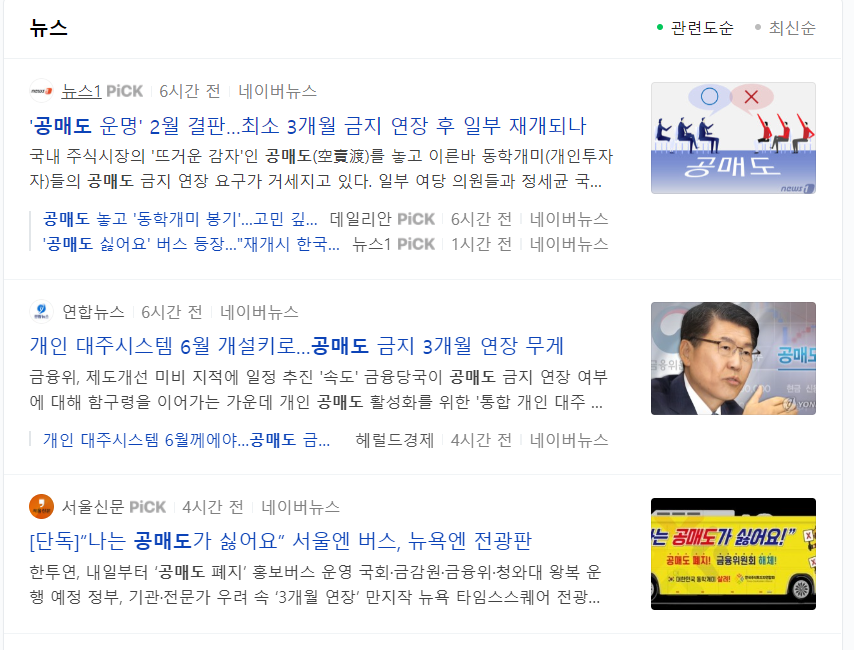 뉴스
관련도순 최신순
news1 뉴스1 PiCK 6시간 전 네이버뉴스
'공매도 운명' 2월 결판...최소 3개월 금지 연장 후 일부 재개되나
국내 주식시장의 '뜨거운 감자'인 공매도(空賣渡)를 놓고 이른바 동학개미(개인투자
자)들의 공매도 금지 연장 요구가 거세지고 있다. 일부 여당 의원들과 정세균 국...
공매도
news1
공매도 놓고 '동학개미 봉기'...고민 깊... 데일리안 PiCK 6시간 전 네이버뉴스
'공매도 싫어요' 버스 등장..."재개시 한국... 뉴스1 PiCK 1시간 전 네이버뉴스
연합뉴스 6시간 전 네이버뉴스
개인 대주시스템 6월 개설키로...공매도 금지 3개월 연장 무게
금융위, 제도개선 미비 지적에 일정 추진 '속도' 금융당국이 공매도 금지 연장 여부
에 대해 함구령을 이어가는 가운데 개인 공매도 활성화를 위한 '통합 개인 대주 ...
공매도
개인 대주시스템 6월께에야...공매도 금... 헤럴드경제 4시간 전 네이버뉴스
서울신문 PiCK 4시간 전 네이버뉴스
[단독]“나는 공매도가 싫어요” 서울엔 버스, 뉴욕엔 전광판
한투연, 내일부터 ‘공매도 폐지’ 홍보버스 운영 국회·금감원·금융위·청와대 왕복 운
행 예정 정부, 기관·전문가 우려 속 ‘3개월 연장’ 만지작 뉴욕 타임스스퀘어 전광...
는 공매도가 싫어요!”
공매도 폐지! 금융위원회 해체!